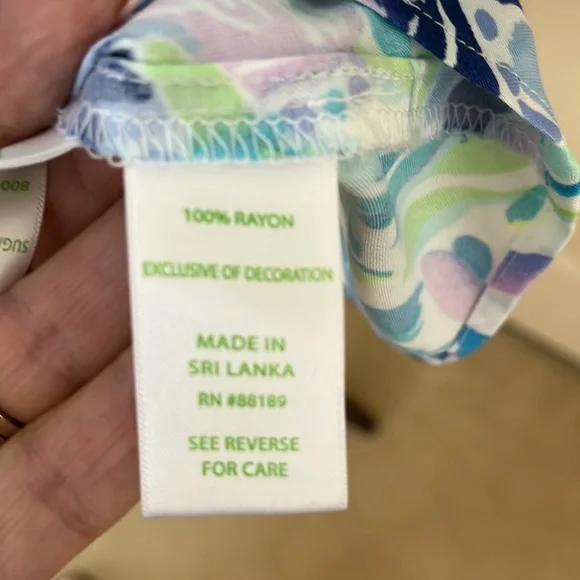 100% RAYON
EXCLUSIVE OF DECORATION
MADE IN
SRI LANKA
RN #88189
SEE REVERSE
FOR CARE